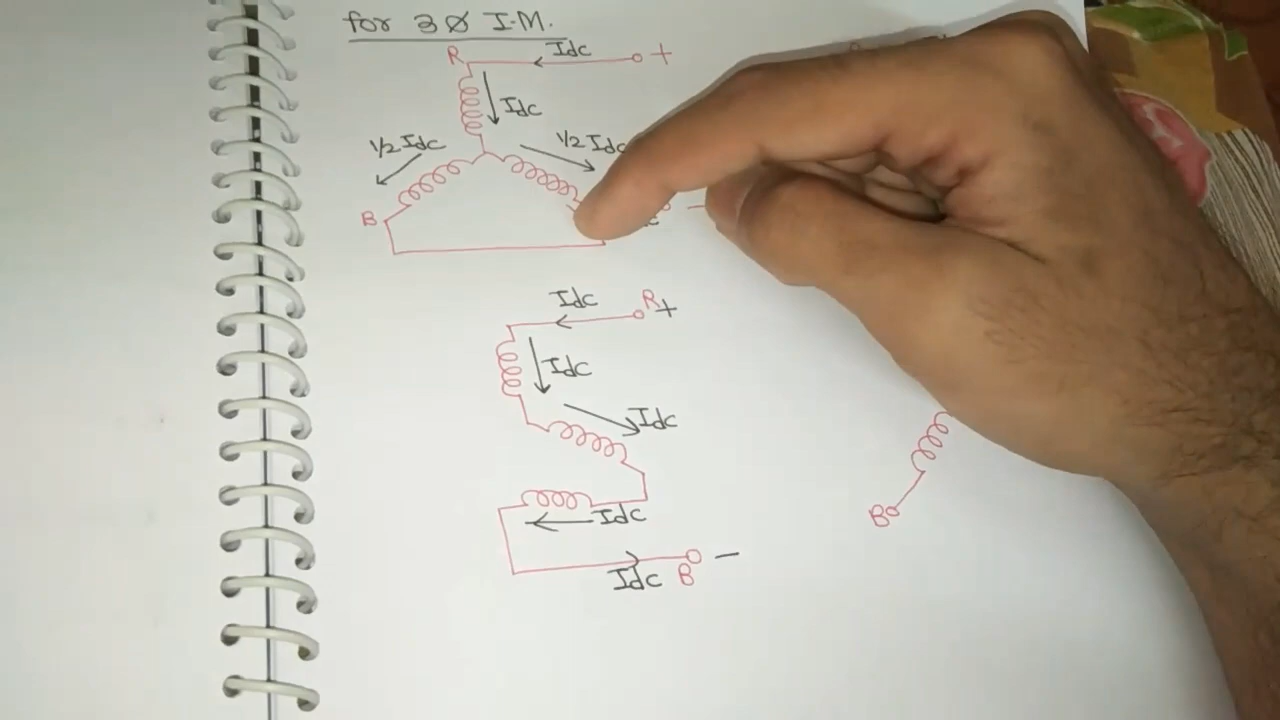 for 3Ø I.M.
R Idc +
Idc
1/2 Idc 1/2 Idc
B
Idc R +
Idc
Idc
Idc
Idc B -
B